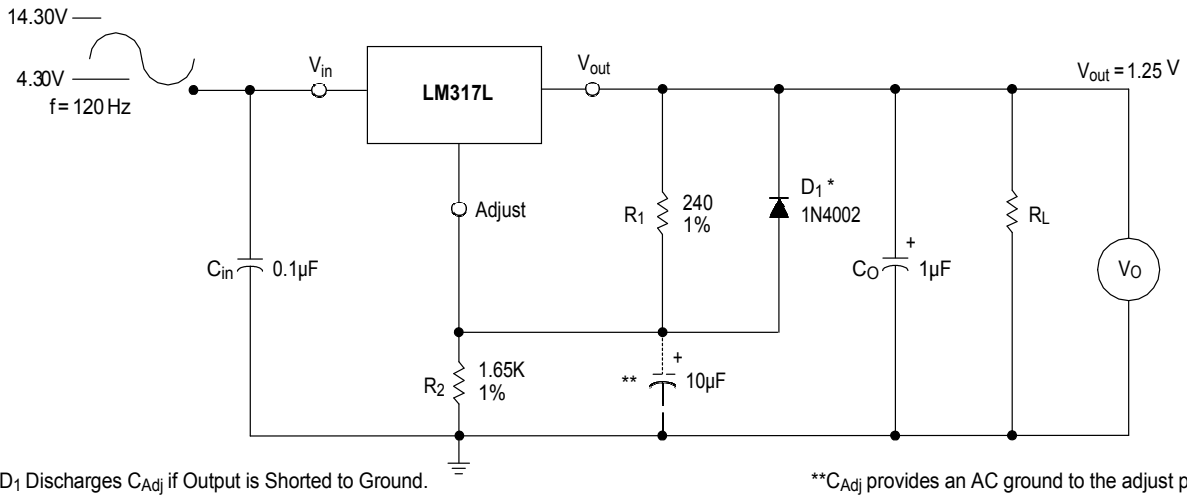 14.30V
4.30V
f = 120 Hz
Vin
LM317L
Vout
Vout = 1.25 V
Adjust
R1
240
1%
D1 *
1N4002
Cin
0.1µF
CO
+
1µF
RL
VO
R2
1.65K
1%
**
+
10µF
D1 Discharges CAdj if Output is Shorted to Ground.
**CAdj provides an AC ground to the adjust p